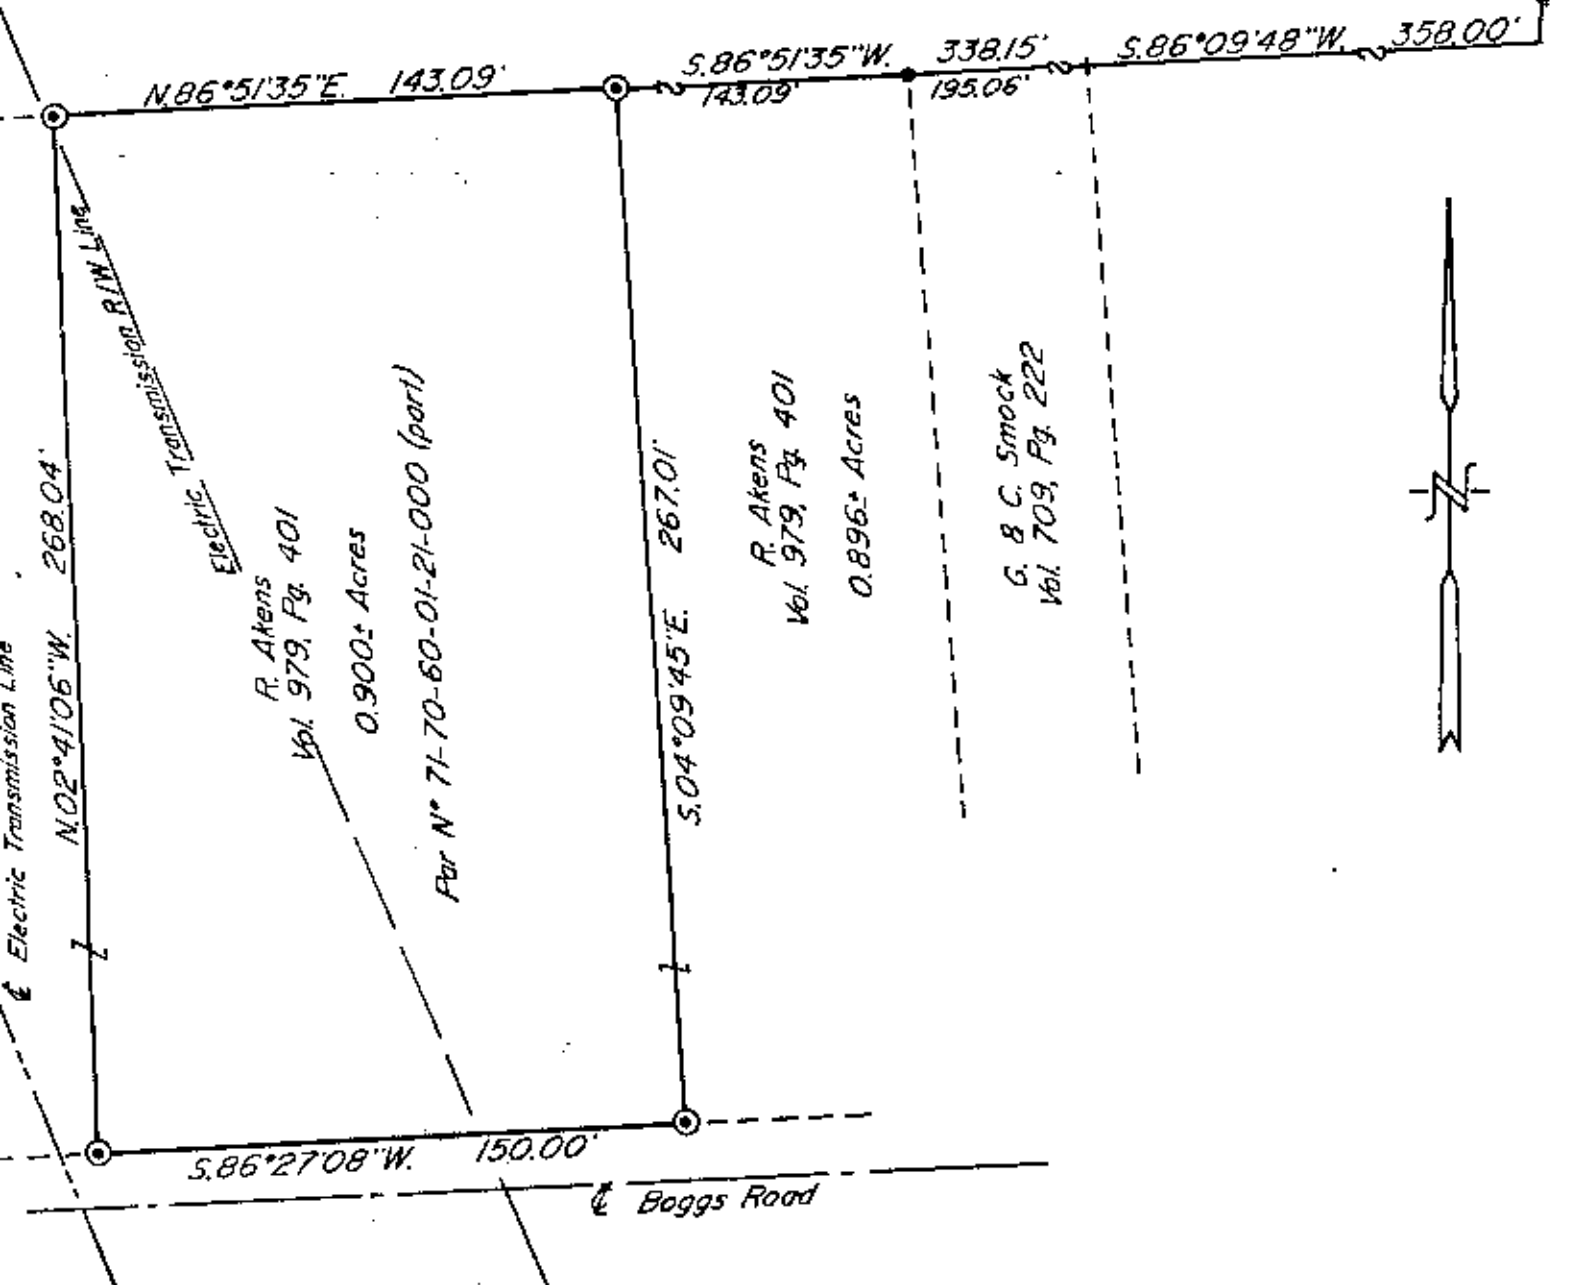 N.86°51'35"E. 143.09'
S.86°51'35"W. 338.15'
143.09' 195.06'
S.86°09'48"W. 358.00'
Electric Transmission R/W Line
N.02°41'06"W. 268.04'
℄ Electric Transmission Line
R. Akens
Vol. 979, Pg. 401
0.900± Acres
Par N° 71-70-60-01-21-000 (part)
S.04°09'45"E. 267.01'
R. Akens
Vol. 979, Pg. 401
0.896± Acres
G. & C. Smock
Vol. 709, Pg. 222
N
S.86°27'08"W. 150.00'
℄ Boggs Road